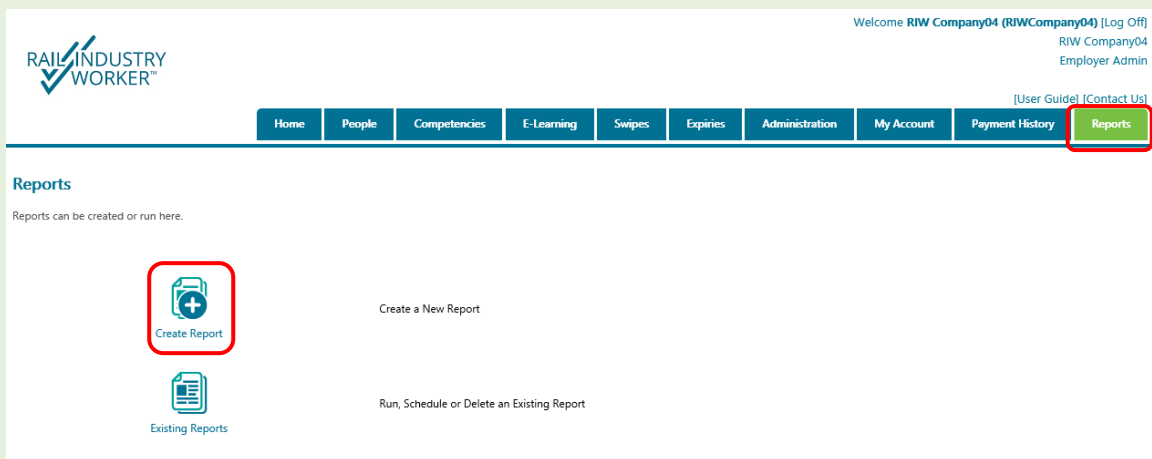 Welcome RIW Company04 (RIWCompany04) [Log Off]
RIW Company04
Employer Admin
RAIL INDUSTRY
WORKER™
[User Guide] [Contact Us]
Home People Competencies E-Learning Swipes Expiries Administration My Account Payment History Reports
Reports
Reports can be created or run here.
Create Report
Create a New Report
Existing Reports
Run, Schedule or Delete an Existing Report